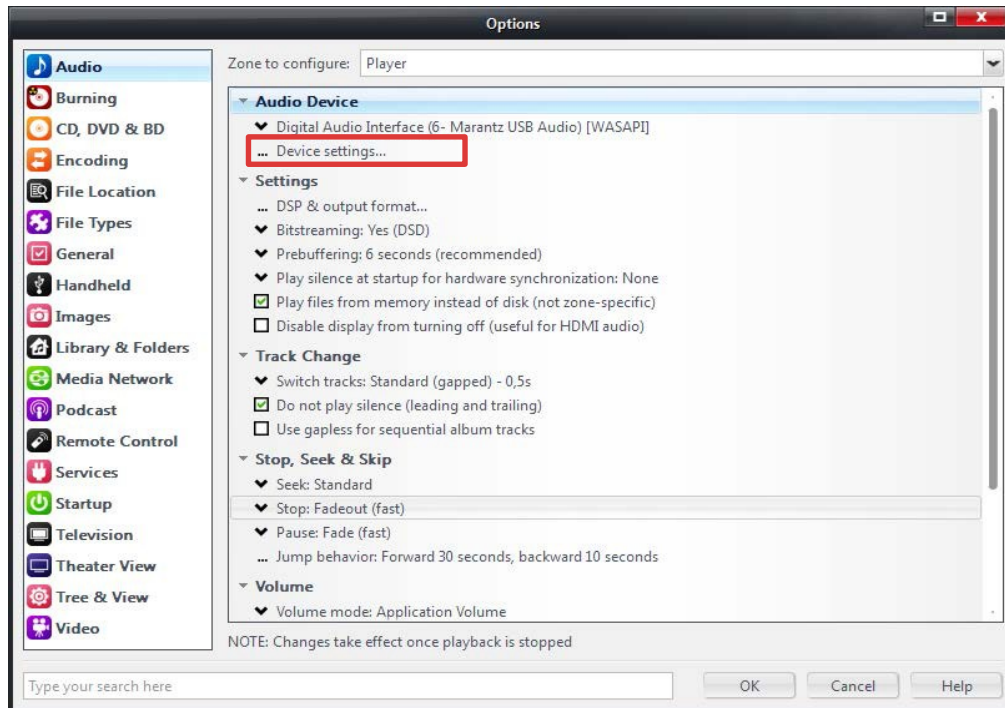 Options
Audio
Burning
CD, DVD & BD
Encoding
File Location
File Types
General
Handheld
Images
Library & Folders
Media Network
Podcast
Remote Control
Services
Startup
Television
Theater View
Tree & View
Video
Zone to configure: Player
Audio Device
Digital Audio Interface (6- Marantz USB Audio) [WASAPI]
... Device settings...
Settings
... DSP & output format...
Bitstreaming: Yes (DSD)
Prebuffering: 6 seconds (recommended)
Play silence at startup for hardware synchronization: None
Play files from memory instead of disk (not zone-specific)
Disable display from turning off (useful for HDMI audio)
Track Change
Switch tracks: Standard (gapped) - 0,5s
Do not play silence (leading and trailing)
Use gapless for sequential album tracks
Stop, Seek & Skip
Seek: Standard
Stop: Fadeout (fast)
Pause: Fade (fast)
... Jump behavior: Forward 30 seconds, backward 10 seconds
Volume
Volume mode: Application Volume
NOTE: Changes take effect once playback is stopped
Type your search here
OK Cancel Help